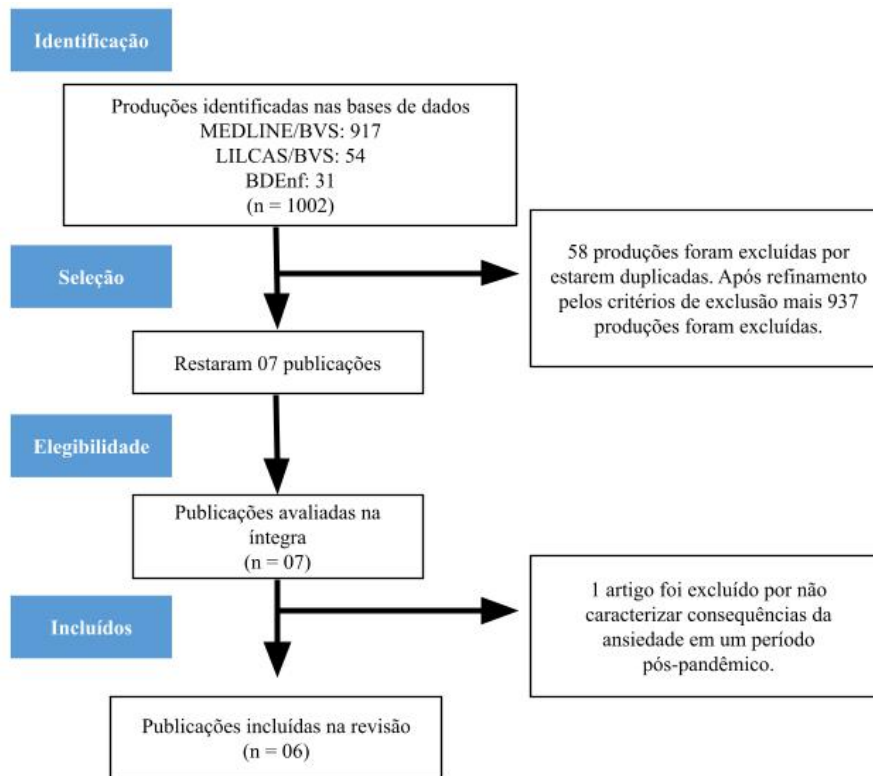 Identificação
Produções identificadas nas bases de dados
MEDLINE/BVS: 917
LILCAS/BVS: 54
BDEnf: 31
(n = 1002)
58 produções foram excluídas por
estarem duplicadas. Após refinamento
pelos critérios de exclusão mais 937
produções foram excluídas.
Seleção
Restaram 07 publicações
Elegibilidade
Publicações avaliadas na
íntegra
(n = 07)
1 artigo foi excluído por não
caracterizar consequências da
ansiedade em um período
pós-pandêmico.
Incluídos
Publicações incluídas na revisão
(n = 06)